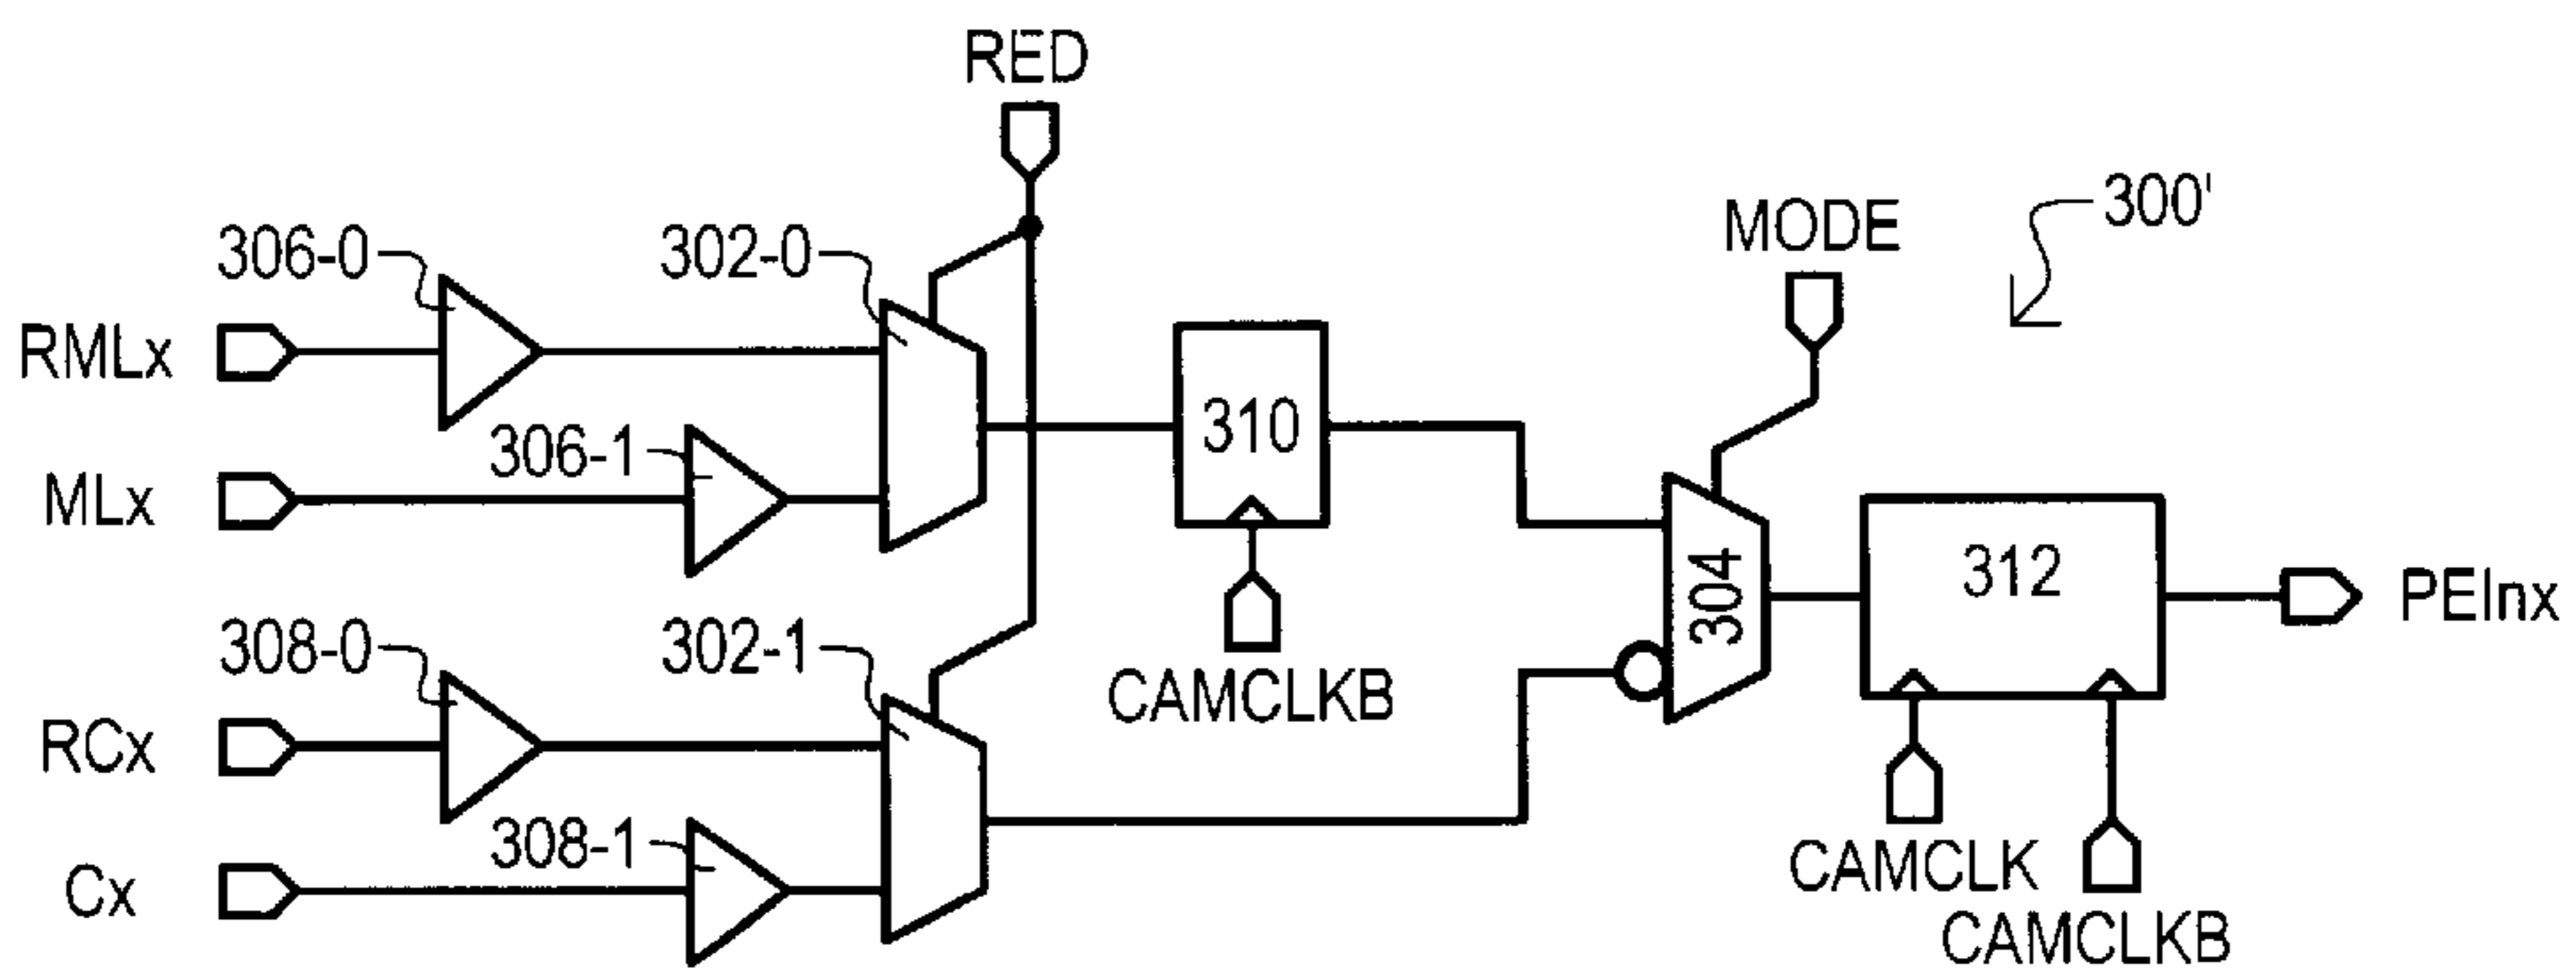 RED
300'
MODE
306-0
302-0
RMLx
310
306-1
MLx
304
312
PEInx
308-0
302-1
CAMCLKB
RCx
308-1
CAMCLK
Cx
CAMCLKB